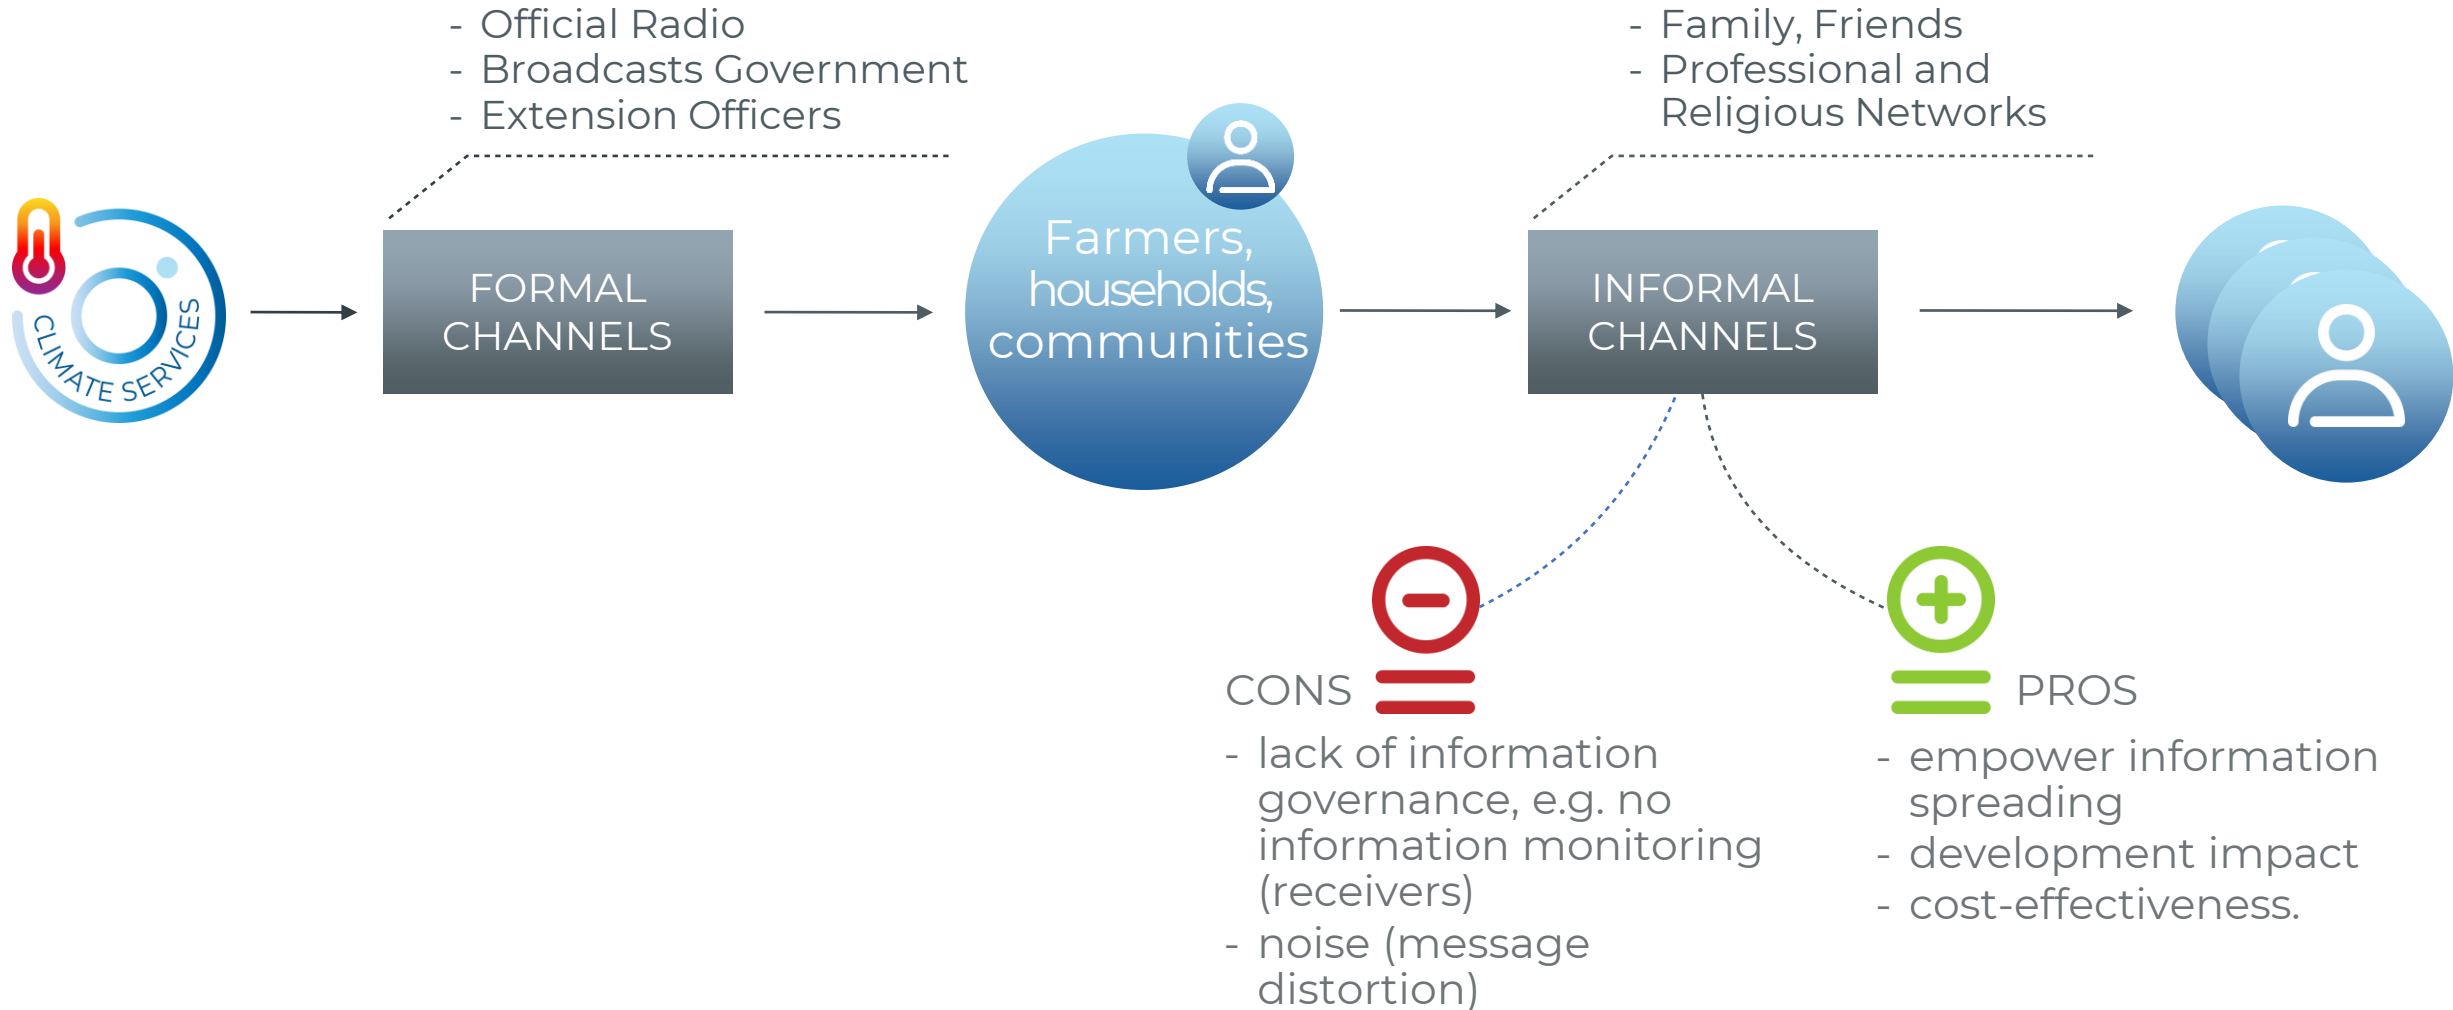 - Official Radio
- Broadcasts Government
- Extension Officers
- Family, Friends
- Professional and
Religious Networks
CLIMATE SERVICES
FORMAL
CHANNELS
Farmers,
households,
communities
INFORMAL
CHANNELS
CONS
- lack of information
governance, e.g. no
information monitoring
(receivers)
- noise (message
distortion)
PROS
- empower information
spreading
- development impact
- cost-effectiveness.